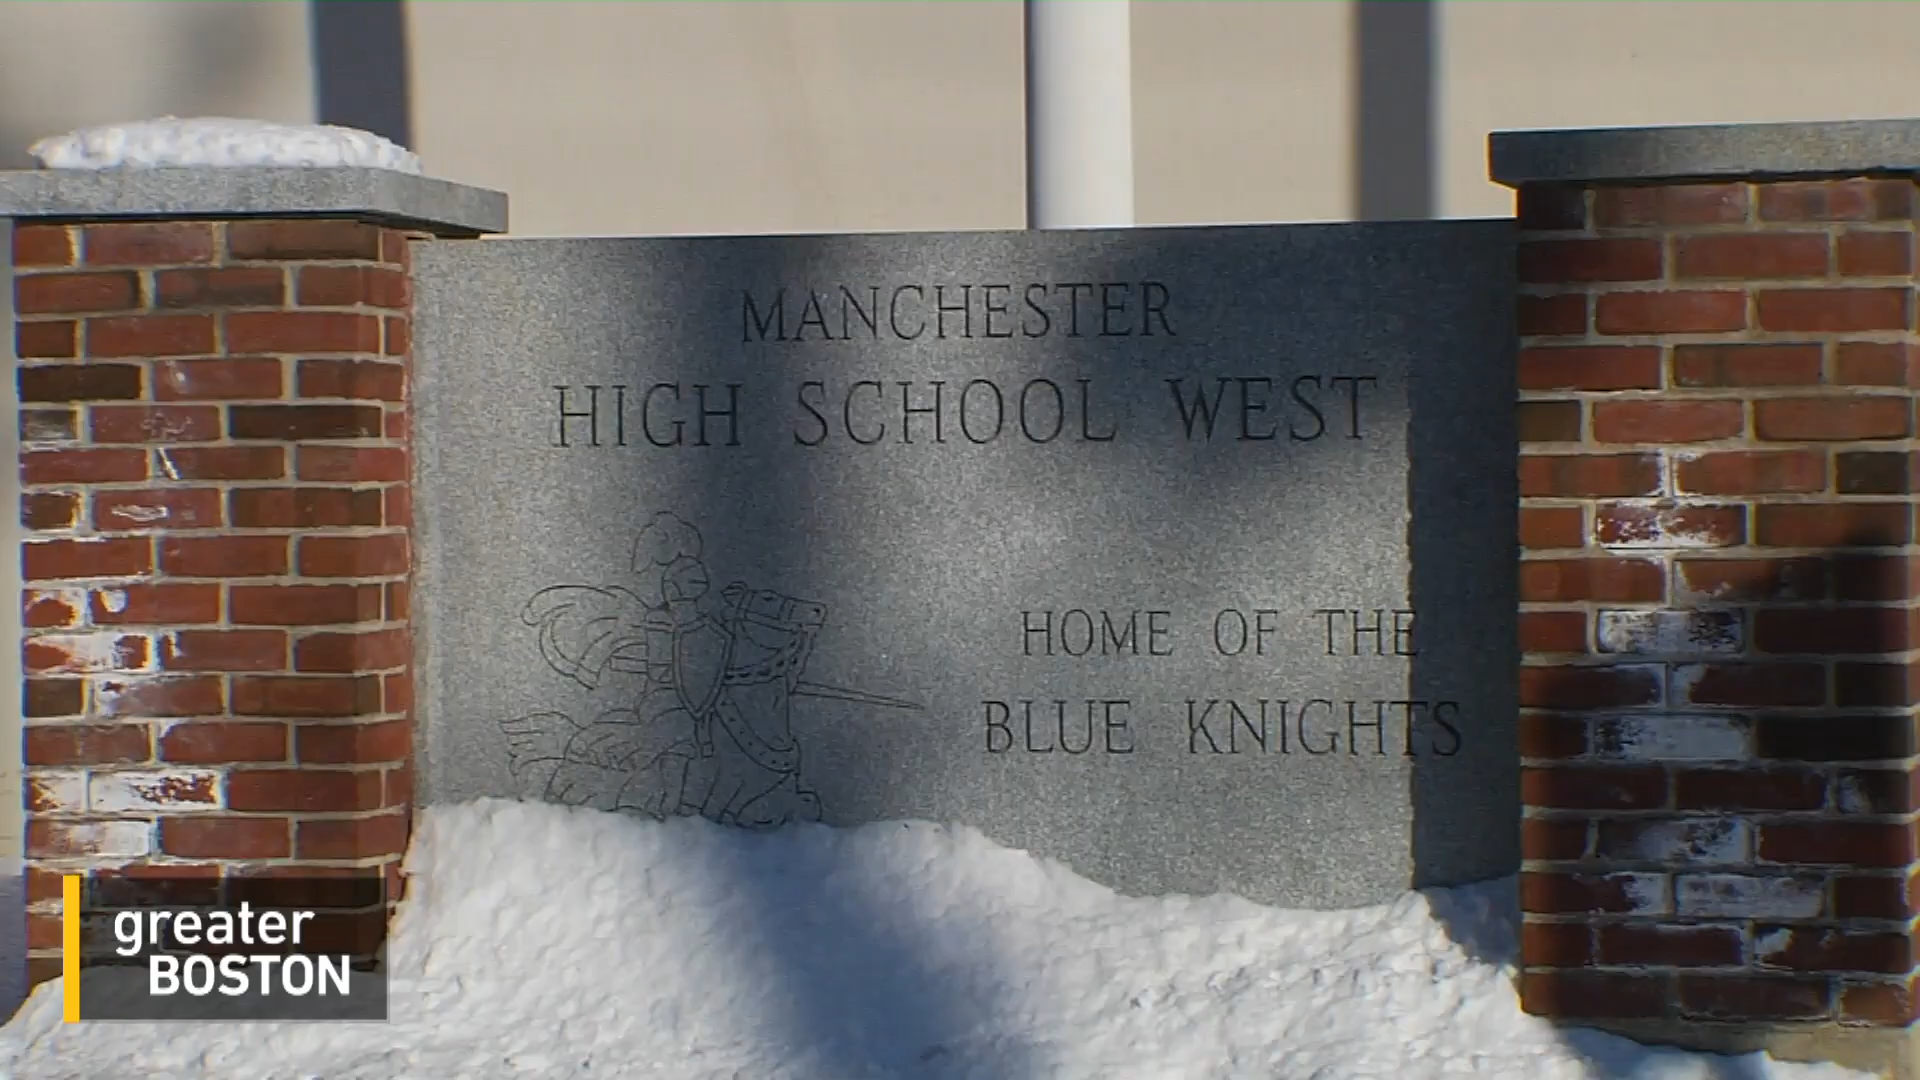 MANCHESTER
HIGH SCHOOL WEST
HOME OF THE
BLUE KNIGHTS
greater
BOSTON